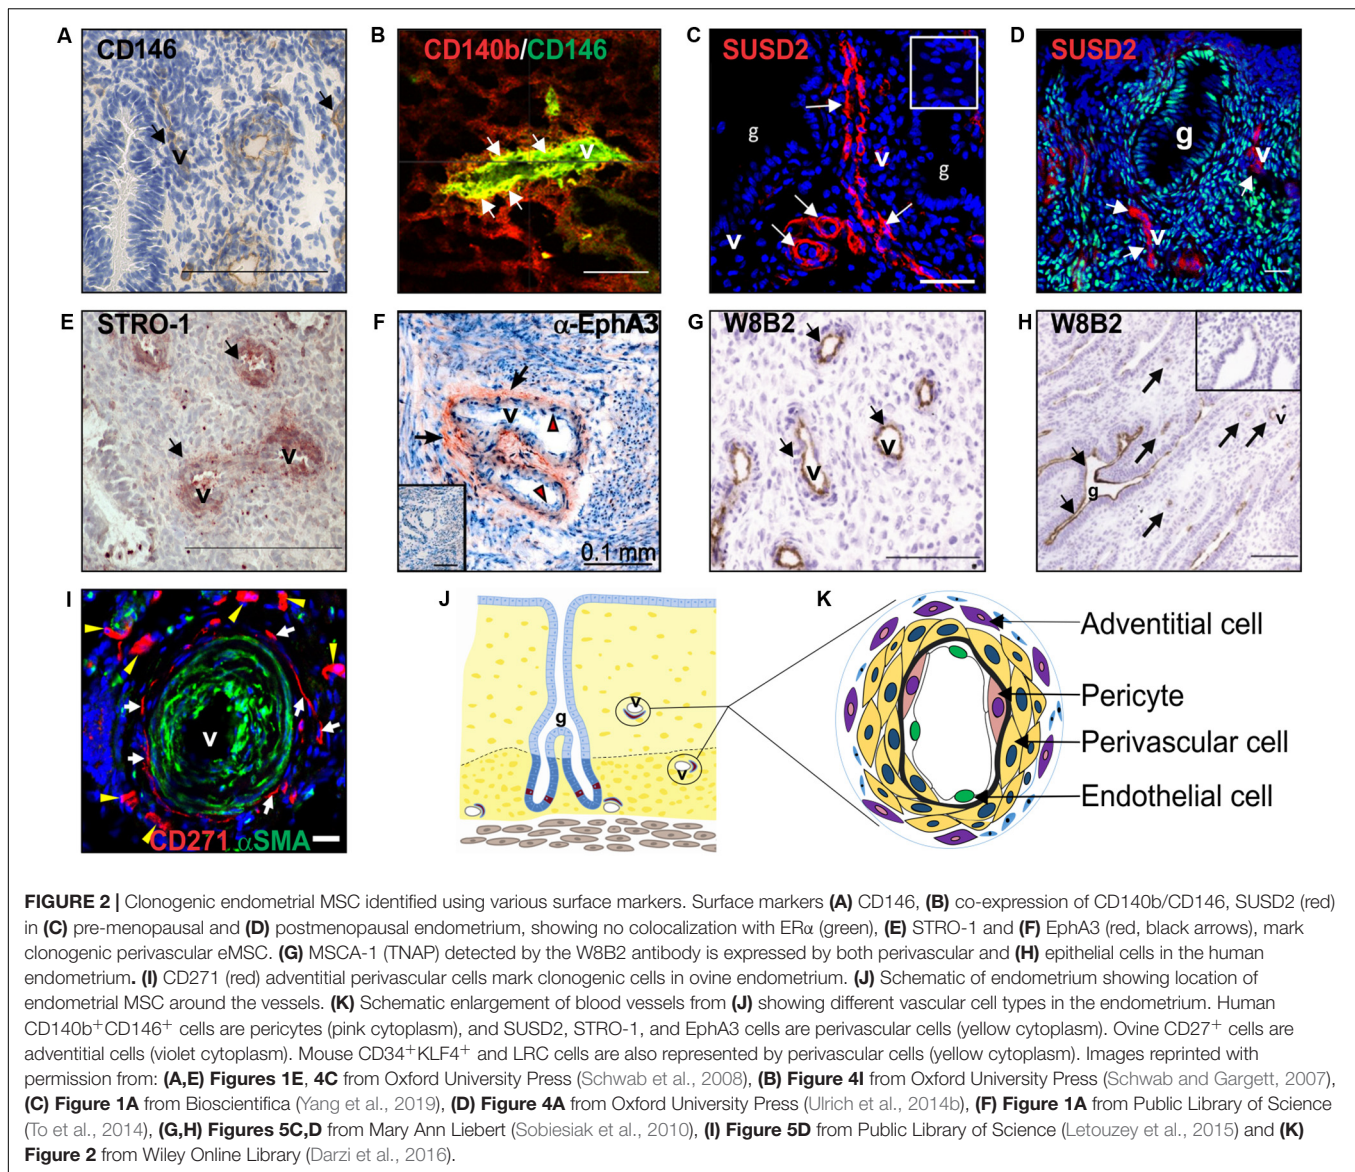 A
CD146
v
B
CD140b/CD146
v
C
SUSD2
g
v
g
v
D
SUSD2
g
v
v
E
STRO-1
v
v
F
α-EphA3
v
0.1 mm
G
W8B2
v
v
H
W8B2
v
g
I
v
CD271 αSMA
J
g
v
v
K
Adventitial cell
Pericyte
Perivascular cell
Endothelial cell
FIGURE 2 | Clonogenic endometrial MSC identified using various surface markers. Surface markers (A) CD146, (B) co-expression of CD140b/CD146, SUSD2 (red)
in (C) pre-menopausal and (D) postmenopausal endometrium, showing no colocalization with ERα (green), (E) STRO-1 and (F) EphA3 (red, black arrows), mark
clonogenic perivascular eMSC. (G) MSCA-1 (TNAP) detected by the W8B2 antibody is expressed by both perivascular and (H) epithelial cells in the human
endometrium. (I) CD271 (red) adventitial perivascular cells mark clonogenic cells in ovine endometrium. (J) Schematic of endometrium showing location of
endometrial MSC around the vessels. (K) Schematic enlargement of blood vessels from (J) showing different vascular cell types in the endometrium. Human
CD140b⁺CD146⁺ cells are pericytes (pink cytoplasm), and SUSD2, STRO-1, and EphA3 cells are perivascular cells (yellow cytoplasm). Ovine CD27⁺ cells are
adventitial cells (violet cytoplasm). Mouse CD34⁺KLF4⁺ and LRC cells are also represented by perivascular cells (yellow cytoplasm). Images reprinted with
permission from: (A,E) Figures 1E, 4C from Oxford University Press (Schwab et al., 2008), (B) Figure 4I from Oxford University Press (Schwab and Gargett, 2007),
(C) Figure 1A from Bioscientifica (Yang et al., 2019), (D) Figure 4A from Oxford University Press (Ulrich et al., 2014b), (F) Figure 1A from Public Library of Science
(To et al., 2014), (G,H) Figures 5C,D from Mary Ann Liebert (Sobiesiak et al., 2010), (I) Figure 5D from Public Library of Science (Letouzey et al., 2015) and (K)
Figure 2 from Wiley Online Library (Darzi et al., 2016).